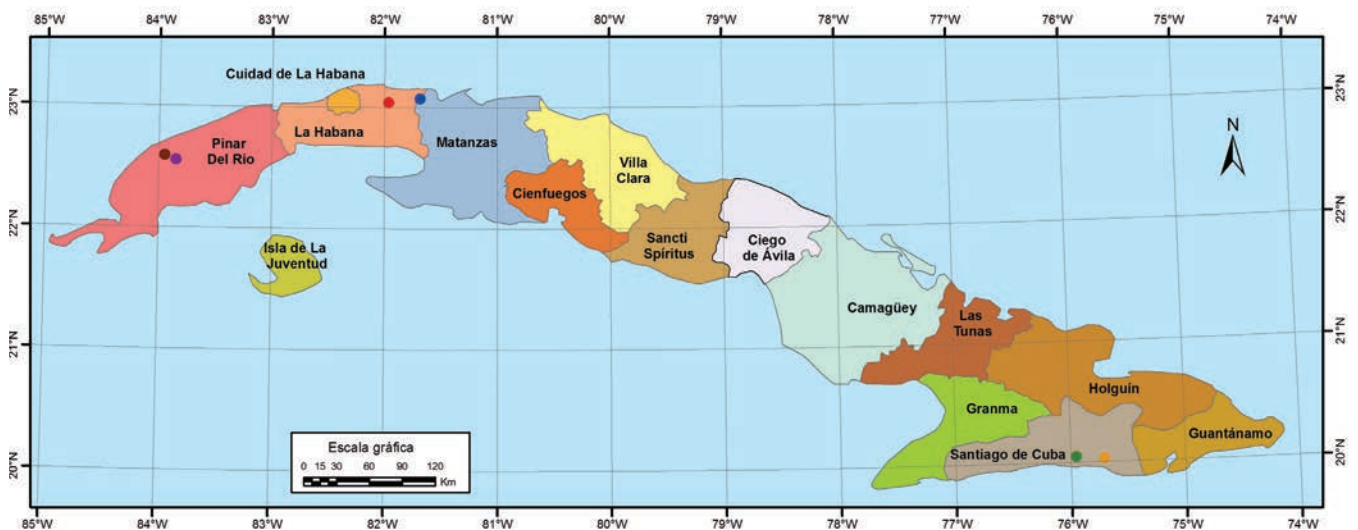 85°W 84°W 83°W 82°W 81°W 80°W 79°W 78°W 77°W 76°W 75°W 74°W
Cuidad de La Habana
23°N 23°N
La Habana
Pinar
Del Rio
Matanzas
Villa
Clara
N
Cienfuegos
22°N 22°N
Isla de La
Juventud
Sancti
Spíritus
Ciego
de Ávila
Camagüey
Las
Tunas
21°N 21°N
Holguín
Granma
Guantánamo
Santiago de Cuba
20°N 20°N
Escala gráfica
0 15 30 60 90 120
Km
85°W 84°W 83°W 82°W 81°W 80°W 79°W 78°W 77°W 76°W 75°W 74°W